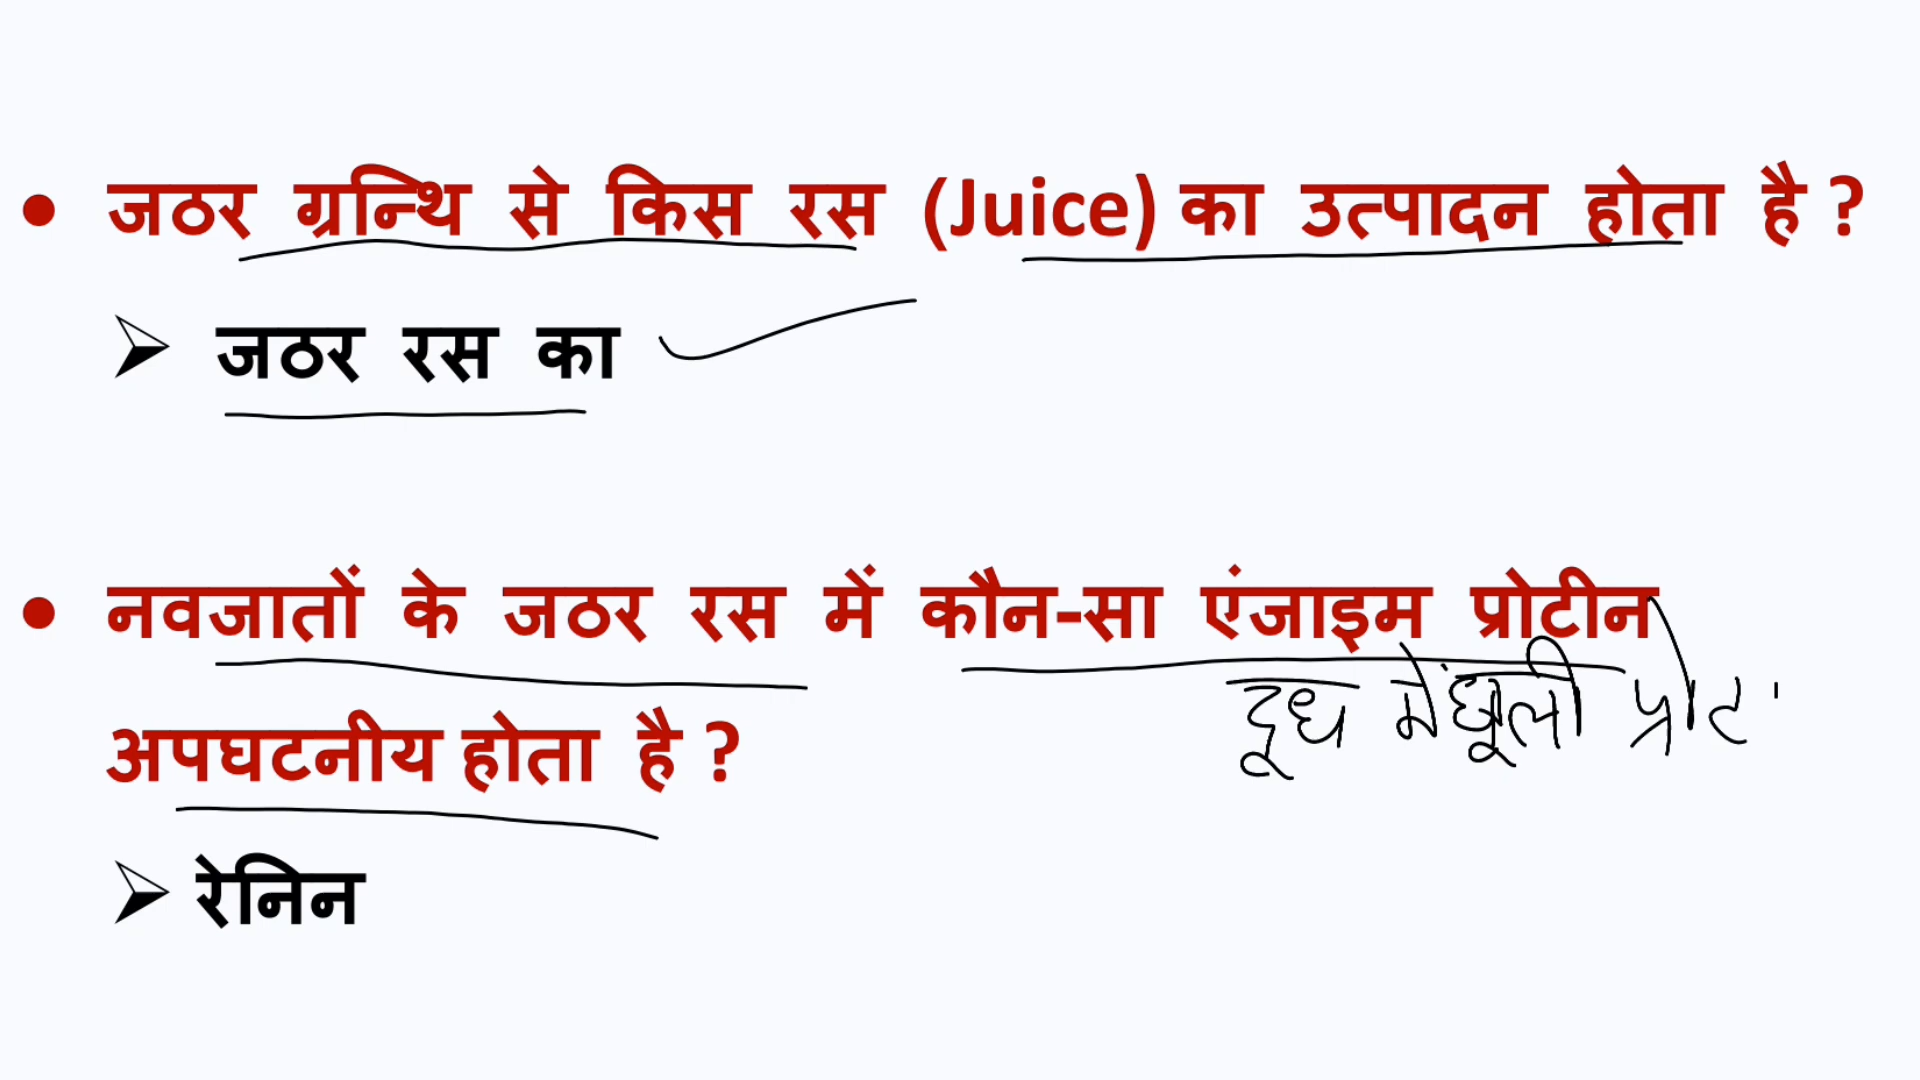 • जठर ग्रन्थि से किस रस (Juice) का उत्पादन होता है ?
➢ जठर रस का
• नवजातों के जठर रस में कौन-सा एंजाइम प्रोटीन
दूध में घूली प्रोट
अपघटनीय होता है ?
➢ रेनिन